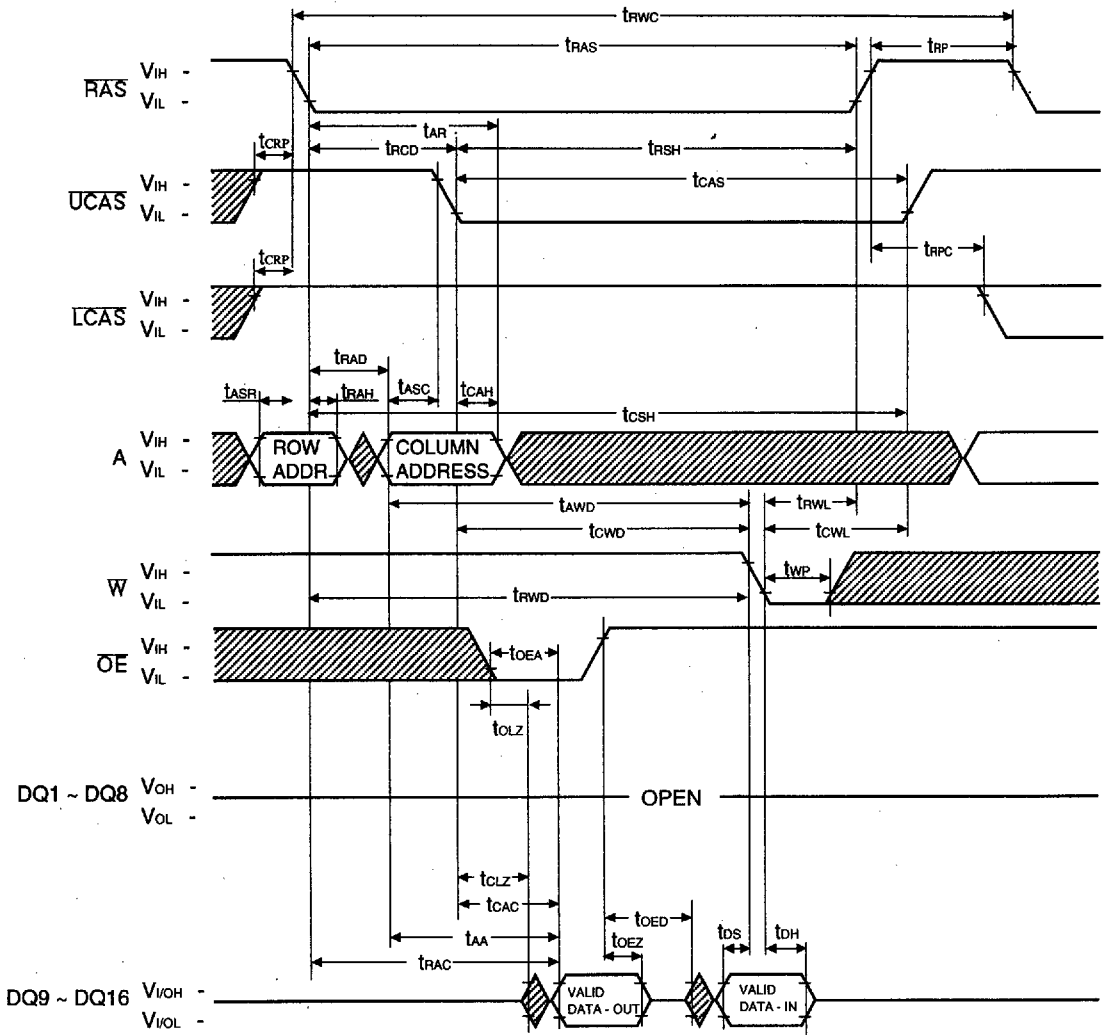 tRWC
tRAS
tRP
RAS
VIH -
VIL -
tAR
tCRP
tRCD
tRSH
UCAS
VIH -
VIL -
tCAS
tCRP
tRPC
LCAS
VIH -
VIL -
tRAD
tASR
tRAH
tASC
tCAH
tCSH
A
VIH -
VIL -
ROW
ADDR
COLUMN
ADDRESS
tAWD
tRWL
tCWD
tCWL
W
VIH -
VIL -
tWP
tRWD
OE
VIH -
VIL -
tOEA
tOLZ
DQ1 ~ DQ8
VOH -
VOL -
OPEN
tCLZ
tCAC
tOED
tAA
tOEZ
tDS
tDH
tRAC
DQ9 ~ DQ16
VI/OH -
VI/OL -
VALID
DATA - OUT
VALID
DATA - IN